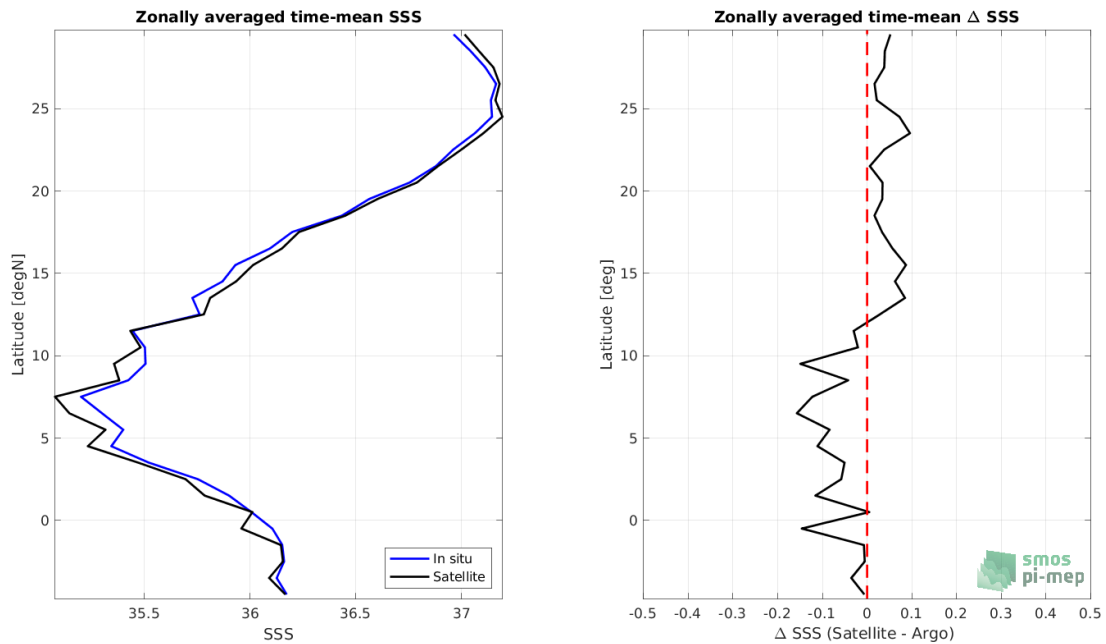 Zonally averaged time-mean SSS
Latitude [degN]
25
20
15
10
5
0
35.5
36
36.5
37
SSS
In situ
Satellite
Zonally averaged time-mean Δ SSS
Latitude [deg]
25
20
15
10
5
0
-0.5
-0.4
-0.3
-0.2
-0.1
0
0.1
0.2
0.3
0.4
0.5
Δ SSS (Satellite - Argo)
smos
pi-mep